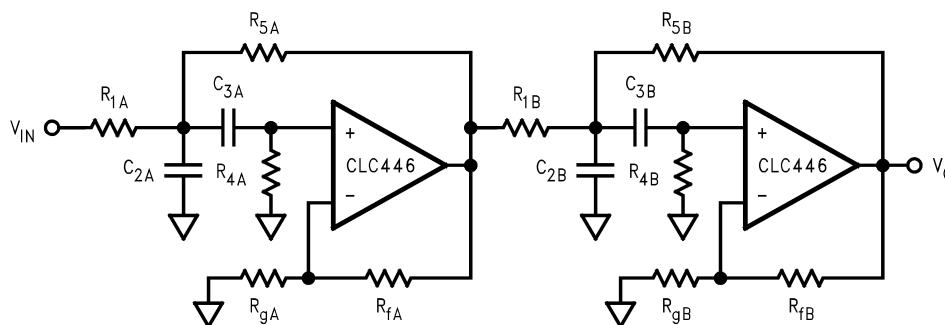 R5A
R5B
C3A
C3B
R1A
R1B
VIN
+
+
C2A
R4A
CLC446
C2B
R4B
CLC446
−
−
RgA
RfA
RgB
RfB